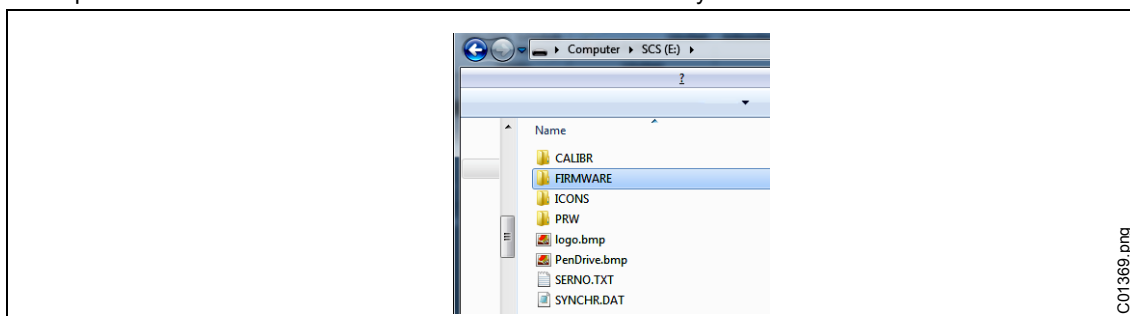 Computer ▸ SCS (E:) ▸
?
Name
CALIBR
FIRMWARE
ICONS
PRW
logo.bmp
PenDrive.bmp
SERNO.TXT
SYNCHR.DAT
C01369.png